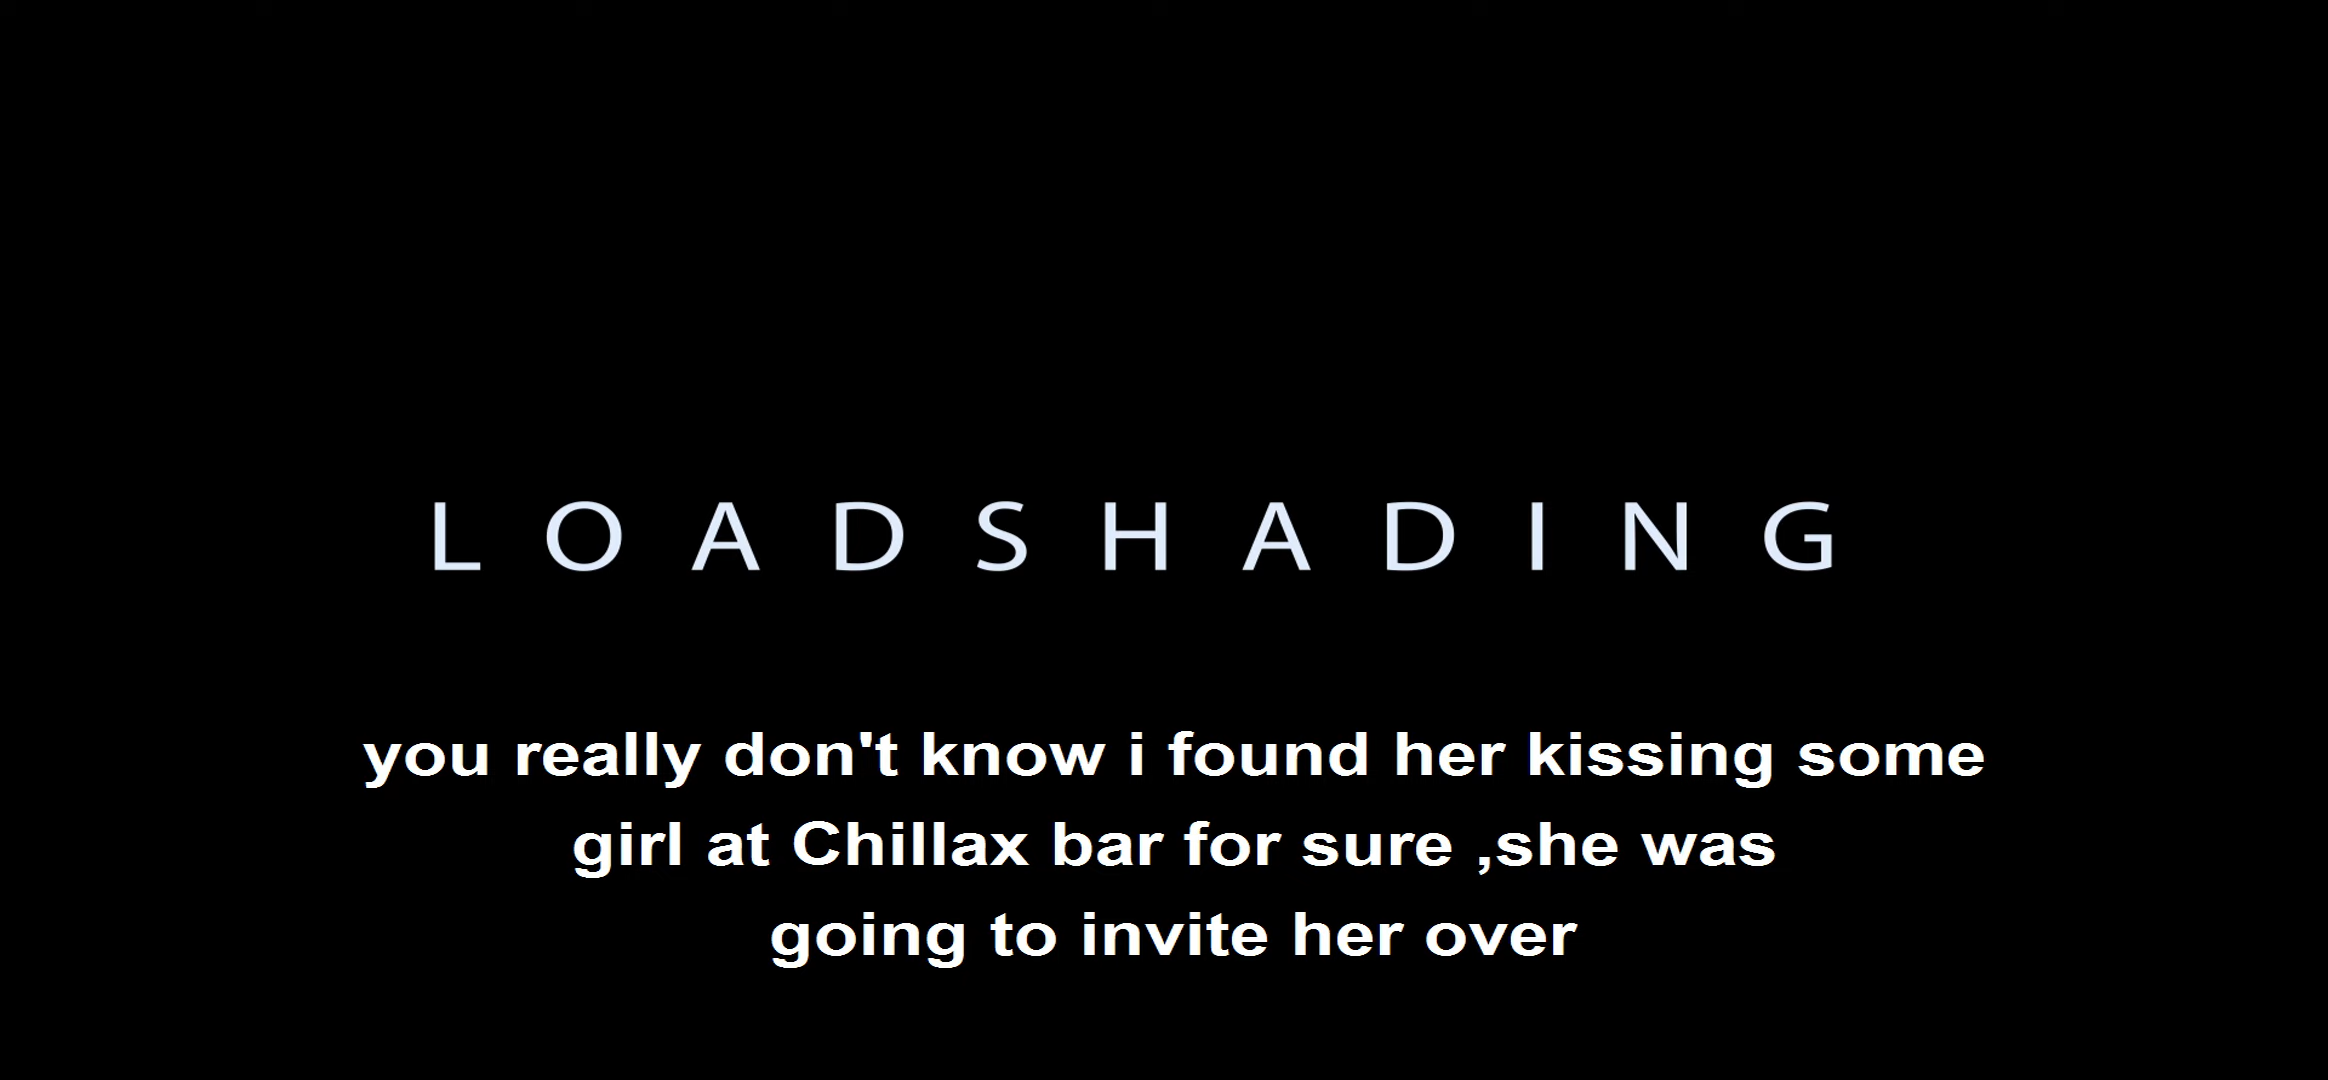 LOADSHADING
you really don't know i found her kissing some
girl at Chillax bar for sure ,she was
going to invite her over